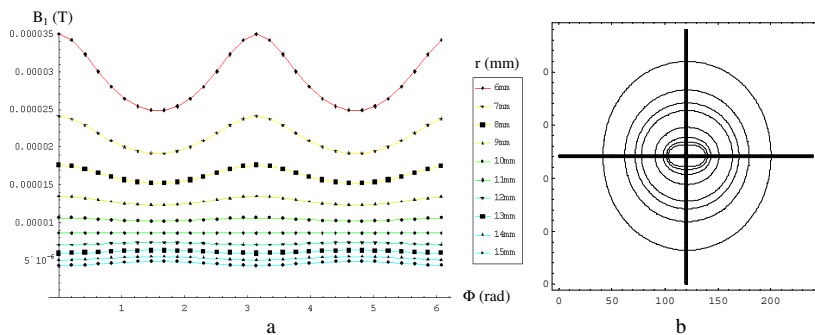 B1 (T)
0.000035
0.00003
0.000025
0.00002
0.000015
0.00001
5´10-6
1 2 3 4 5 6
Φ (rad)
a
r (mm)
6mm
7mm
8mm
9mm
10mm
11mm
12mm
13mm
14mm
15mm
0
0
0
0
0
0 50 100 150 200
b